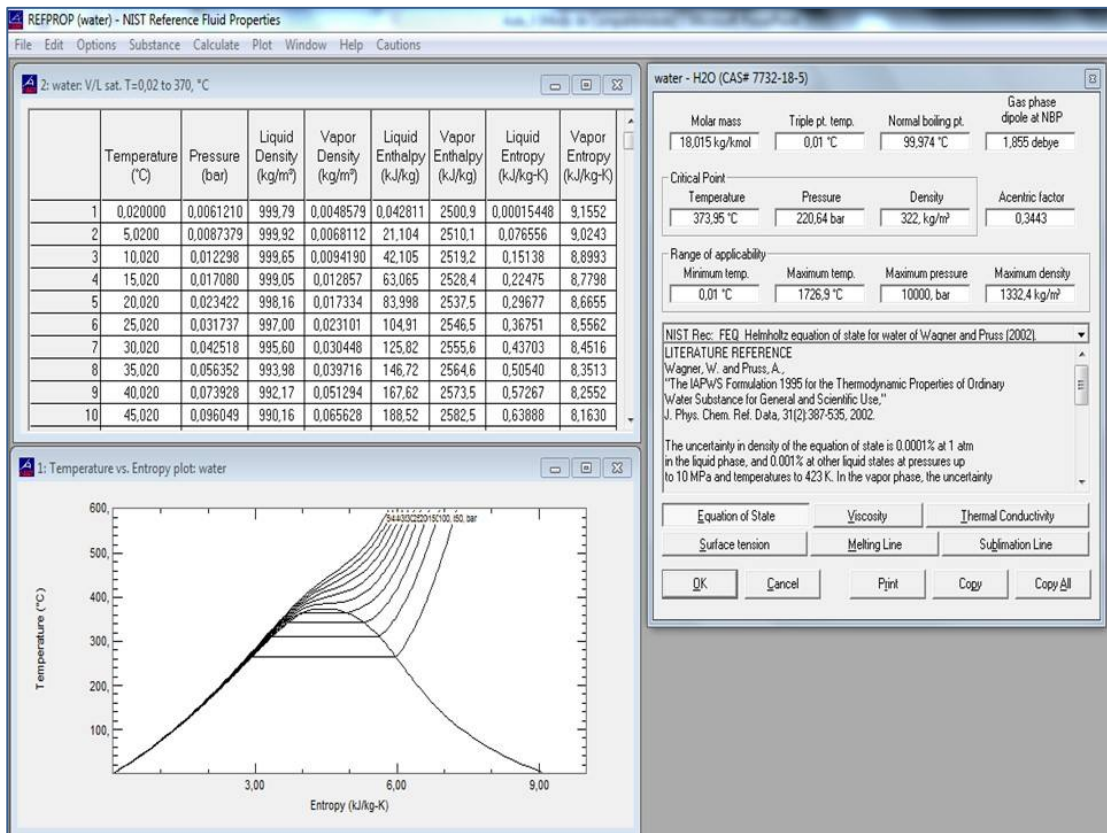 REFPROP (water) - NIST Reference Fluid Properties
File Edit Options Substance Calculate Plot Window Help Cautions
2: water: V/L sat. T=0,02 to 370, °C
Temperature (°C) Pressure (bar) Liquid Density (kg/m³) Vapor Density (kg/m³) Liquid Enthalpy (kJ/kg) Vapor Enthalpy (kJ/kg) Liquid Entropy (kJ/kg-K) Vapor Entropy (kJ/kg-K)
1 0,020000 0,0061210 999,79 0,0048579 0,042811 2500,9 0,00015448 9,1552
2 5,0200 0,0087379 999,92 0,0068112 21,104 2510,1 0,076556 9,0243
3 10,020 0,012298 999,65 0,0094190 42,105 2519,2 0,15138 8,8993
4 15,020 0,017080 999,05 0,012857 63,065 2528,4 0,22475 8,7798
5 20,020 0,023422 998,16 0,017334 83,998 2537,5 0,29677 8,6655
6 25,020 0,031737 997,00 0,023101 104,91 2546,5 0,36751 8,5562
7 30,020 0,042518 995,60 0,030448 125,82 2555,6 0,43703 8,4516
8 35,020 0,056352 993,98 0,039716 146,72 2564,6 0,50540 8,3513
9 40,020 0,073928 992,17 0,051294 167,62 2573,5 0,57267 8,2552
10 45,020 0,096049 990,16 0,065628 188,52 2582,5 0,63888 8,1630
1: Temperature vs. Entropy plot: water
600,
500,
400,
300,
200,
100,
Temperature (°C)
100, 50, bar
3,00 6,00 9,00
Entropy (kJ/kg-K)
water - H2O (CAS# 7732-18-5)
Molar mass Triple pt. temp. Normal boiling pt. Gas phase dipole at NBP
18,015 kg/kmol 0,01 °C 99,974 °C 1,855 debye
Critical Point
Temperature Pressure Density Acentric factor
373,95 °C 220,64 bar 322, kg/m³ 0,3443
Range of applicability
Minimum temp. Maximum temp. Maximum pressure Maximum density
0,01 °C 1726,9 °C 10000, bar 1332,4 kg/m³
NIST Rec: FEQ Helmholtz equation of state for water of Wagner and Pruss (2002).
LITERATURE REFERENCE
Wagner, W. and Pruss, A.,
"The IAPWS Formulation 1995 for the Thermodynamic Properties of Ordinary
Water Substance for General and Scientific Use,"
J. Phys. Chem. Ref. Data, 31(2):387-535, 2002.
The uncertainty in density of the equation of state is 0.0001% at 1 atm
in the liquid phase, and 0.001% at other liquid states at pressures up
to 10 MPa and temperatures to 423 K. In the vapor phase, the uncertainty
Equation of State Viscosity Thermal Conductivity
Surface tension Melting Line Sublimation Line
OK Cancel Print Copy Copy All